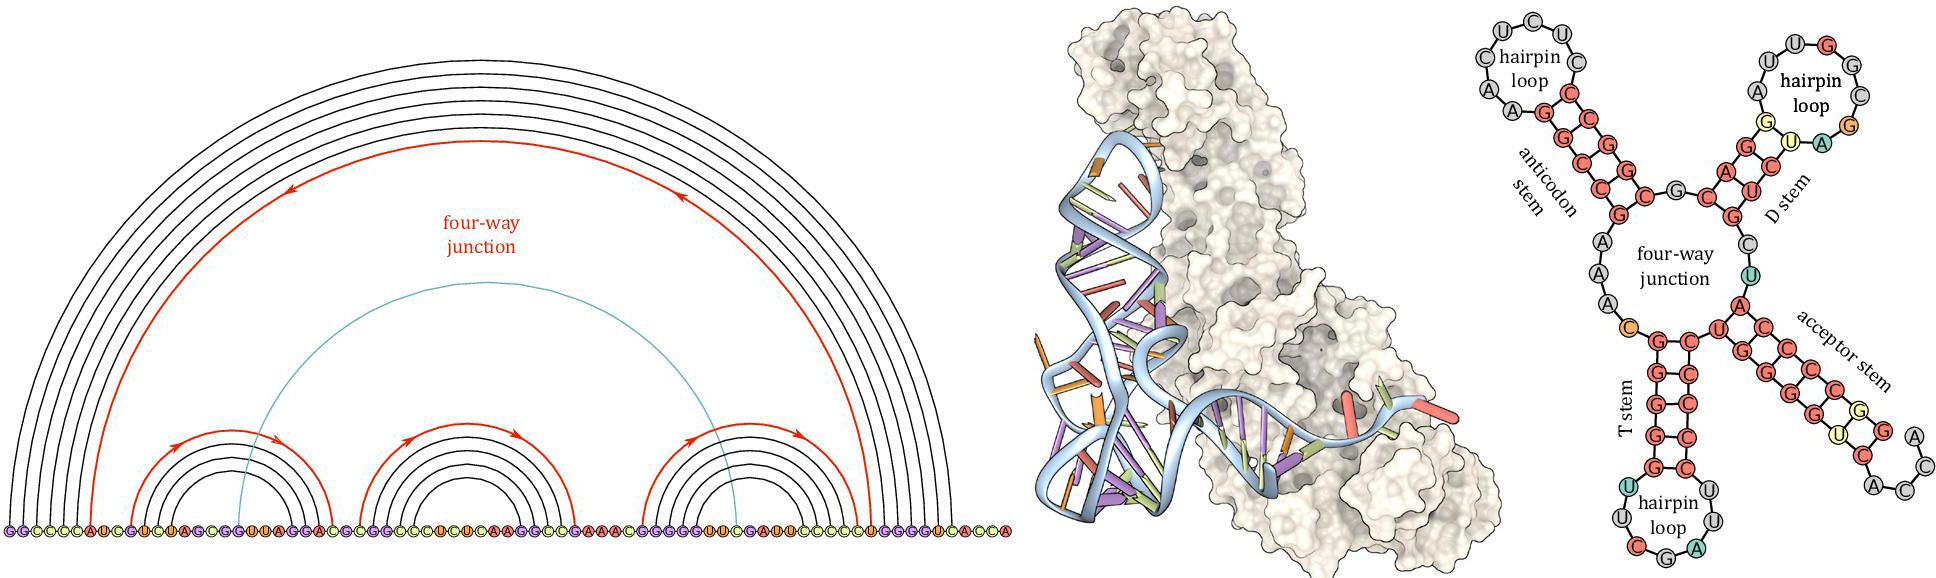 four-way
junction
GGCCCCAUCGUCUAGCGGUUAGGACGCGGCCCUCUCAAGGCCGAAACGGGGGUUCGAUUCCCCCUGGGGUCACCA
hairpin
loop
hairpin
loop
anticodon
stem
D stem
four-way
junction
acceptor stem
T stem
hairpin
loop